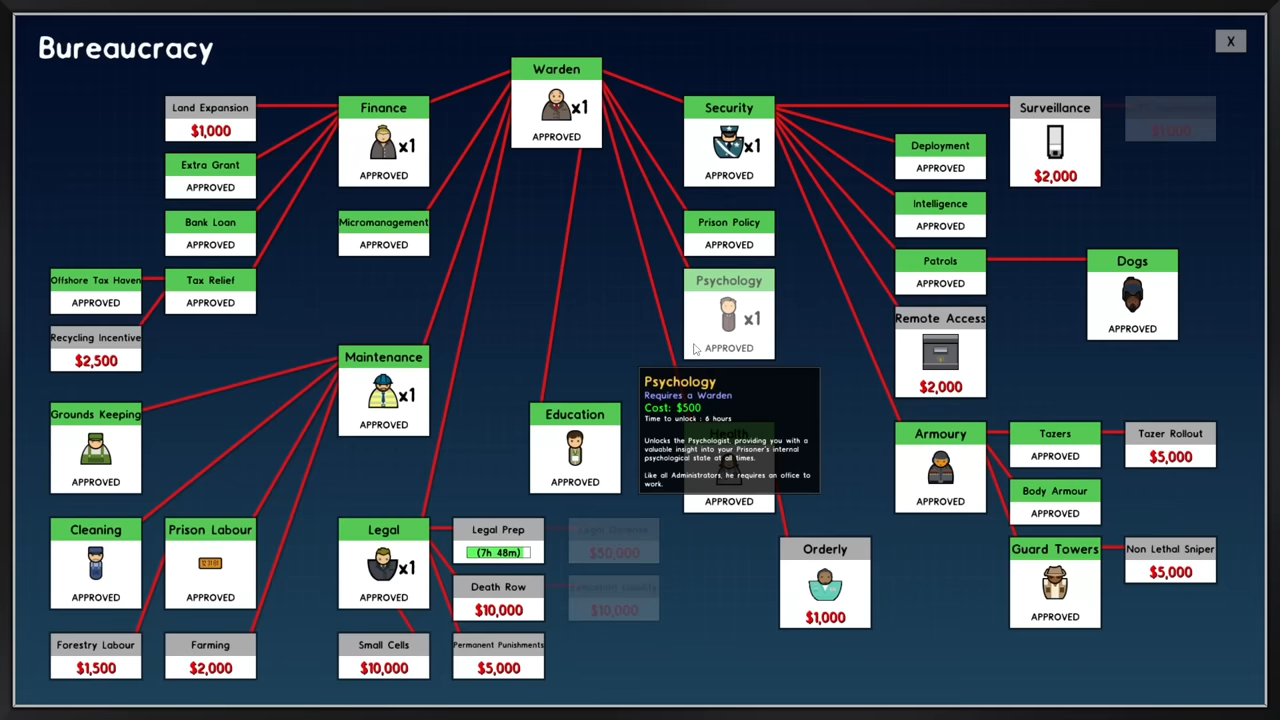 Bureaucracy
X
Warden
x1
APPROVED
Land Expansion
$1,000
Finance
x1
APPROVED
Security
x1
APPROVED
Surveillance
$2,000
Extra Grant
APPROVED
Deployment
APPROVED
Bank Loan
APPROVED
Micromanagement
APPROVED
Prison Policy
APPROVED
Intelligence
APPROVED
Offshore Tax Haven
APPROVED
Tax Relief
APPROVED
Psychology
x1
APPROVED
Patrols
APPROVED
Dogs
APPROVED
Recycling Incentive
$2,500
Remote Access
$2,000
Maintenance
x1
APPROVED
Psychology
Requires a Warden
Cost: $500
Time to unlock : 6 hours
Unlocks the Psychologist, providing you with a
valuable insight into your Prisoner's internal
psychological state at all times.
Like all Administrators, he requires an office to
work.
Health
APPROVED
Grounds Keeping
APPROVED
Education
APPROVED
Armoury
APPROVED
Tazers
APPROVED
Tazer Rollout
$5,000
Body Armour
APPROVED
Cleaning
APPROVED
Prison Labour
APPROVED
Legal
x1
APPROVED
Legal Prep
(7h 48m)
$50,000
Death Row
$10,000
$10,000
Orderly
$1,000
Guard Towers
APPROVED
Non Lethal Sniper
$5,000
Forestry Labour
$1,500
Farming
$2,000
Small Cells
$10,000
Permanent Punishments
$5,000